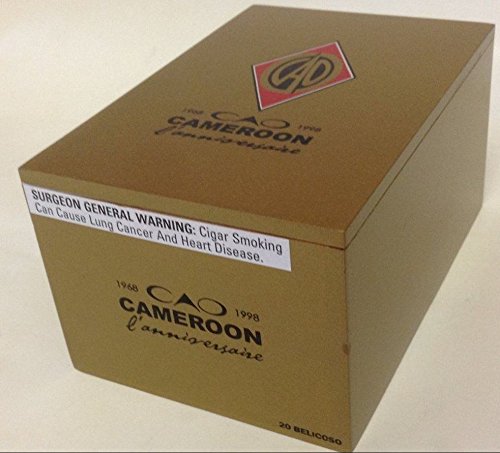 CAO
1968 CAO 1998
CAMEROON
l'anniversaire
SURGEON GENERAL WARNING: Cigar Smoking
Can Cause Lung Cancer And Heart Disease.
1968 CAO 1998
CAMEROON
l'anniversaire
20 BELICOSO